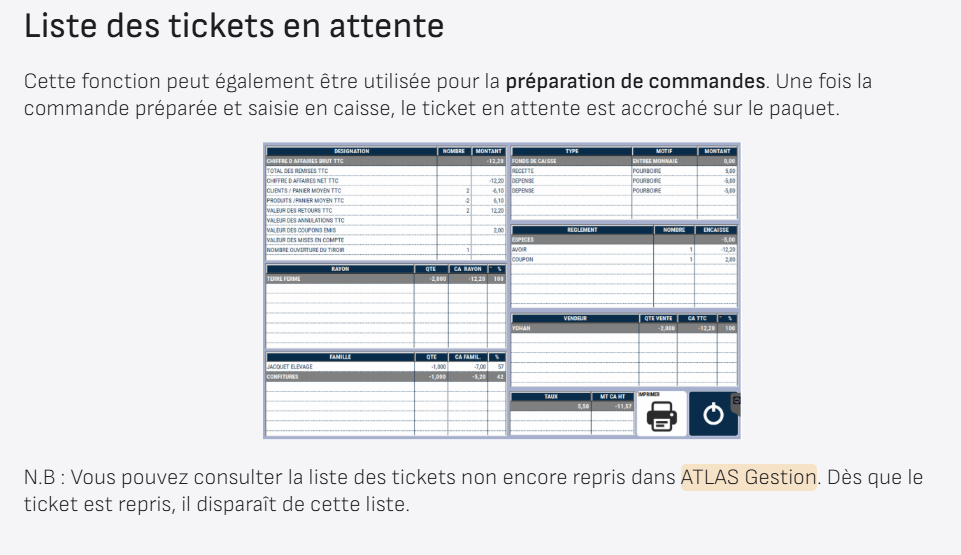 Liste des tickets en attente
Cette fonction peut également être utilisée pour la préparation de commandes. Une fois la
commande préparée et saisie en caisse, le ticket en attente est accroché sur le paquet.
DESIGNATION NOMBRE MONTANT
CHIFFRE D AFFAIRES BRUT TTC -12,20
TOTAL DES REMISES TTC
CHIFFRE D AFFAIRES NET TTC -12,20
CLIENTS / PANIER MOYEN TTC 2 -6,10
PRODUITS /PANIER MOYEN TTC -2 6,10
VALEUR DES RETOURS TTC 2 12,20
VALEUR DES ANNULATIONS TTC
VALEUR DES COUPONS EMIS 2,00
VALEUR DES MISES EN COMPTE
NOMBRE OUVERTURE DU TIROIR 1
TYPE MOTIF MONTANT
FONDS DE CAISSE ENTREE MONNAIE 0,00
RECETTE POURBOIRE 5,00
DEPENSE POURBOIRE -5,00
DEPENSE POURBOIRE -5,00
REGLEMENT NOMBRE ENCAISSE
ESPECES -5,00
AVOIR 1 -12,20
COUPON 1 2,00
RAYON QTE CA RAYON %
TERRE FERME -2,000 -12,20 100
VENDEUR QTE VENTE CA TTC %
YOHAN -2,000 -12,20 100
FAMILLE QTE CA FAMIL. %
JACQUET ELEVAGE -1,000 -7,00 57
CONFITURES -1,000 -5,20 42
TAUX MT CA HT
5,50 -11,57
IMPRIMER
N.B : Vous pouvez consulter la liste des tickets non encore repris dans ATLAS Gestion. Dès que le
ticket est repris, il disparaît de cette liste.